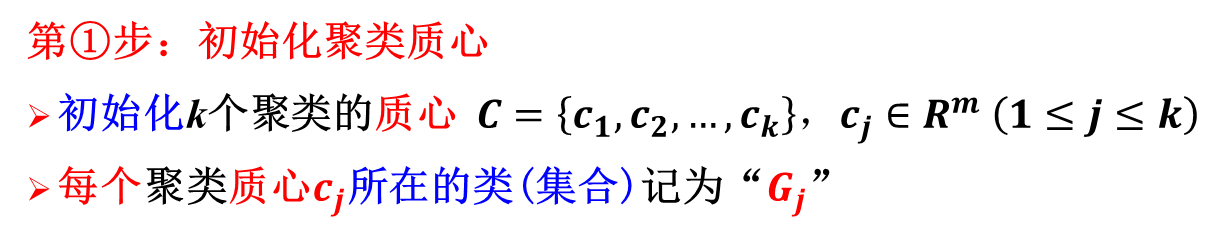 第①步：初始化聚类质心
➢初始化k个聚类的质心 C = {c₁, c₂, …, cₖ}，cⱼ ∈ Rᵐ (1 ≤ j ≤ k)
➢每个聚类质心cⱼ所在的类(集合)记为“Gⱼ”